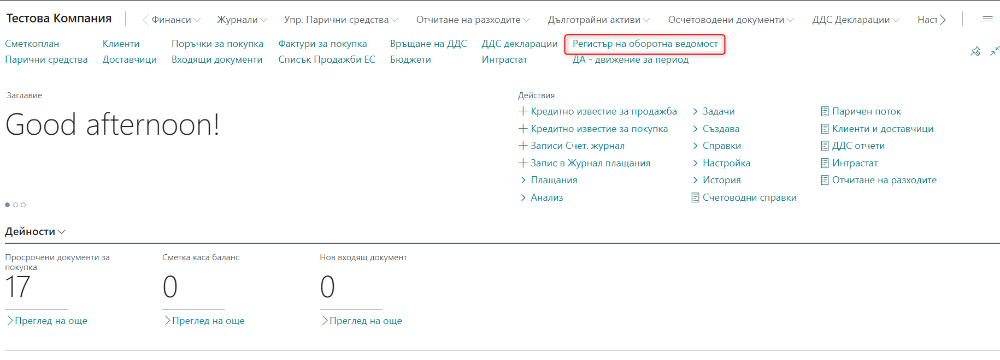 Тестова Компания
Финанси Журнали Упр. Парични средства Отчитане на разходите Дълготрайни активи Осчетоводени документи ДДС Декларации Наст
Сметкоплан Клиенти Поръчки за покупка Фактури за покупка Връщане на ДДС ДДС декларации Регистър на оборотна ведомост
Парични средства Доставчици Входящи документи Списък Продажби ЕС Бюджети Интрастат ДА - движение за период
Заглавие
Good afternoon!
Действия
Кредитно известие за продажба Задачи Паричен поток
Кредитно известие за покупка Създава Клиенти и доставчици
Записи Счет. журнал Справки ДДС отчети
Запис в Журнал плащания Настройка Интрастат
Плащания История Отчитане на разходите
Анализ Счетоводни справки
Дейности
Просрочени документи за покупка
17
Преглед на още
Сметка каса баланс
0
Преглед на още
Нов входящ документ
0
Преглед на още